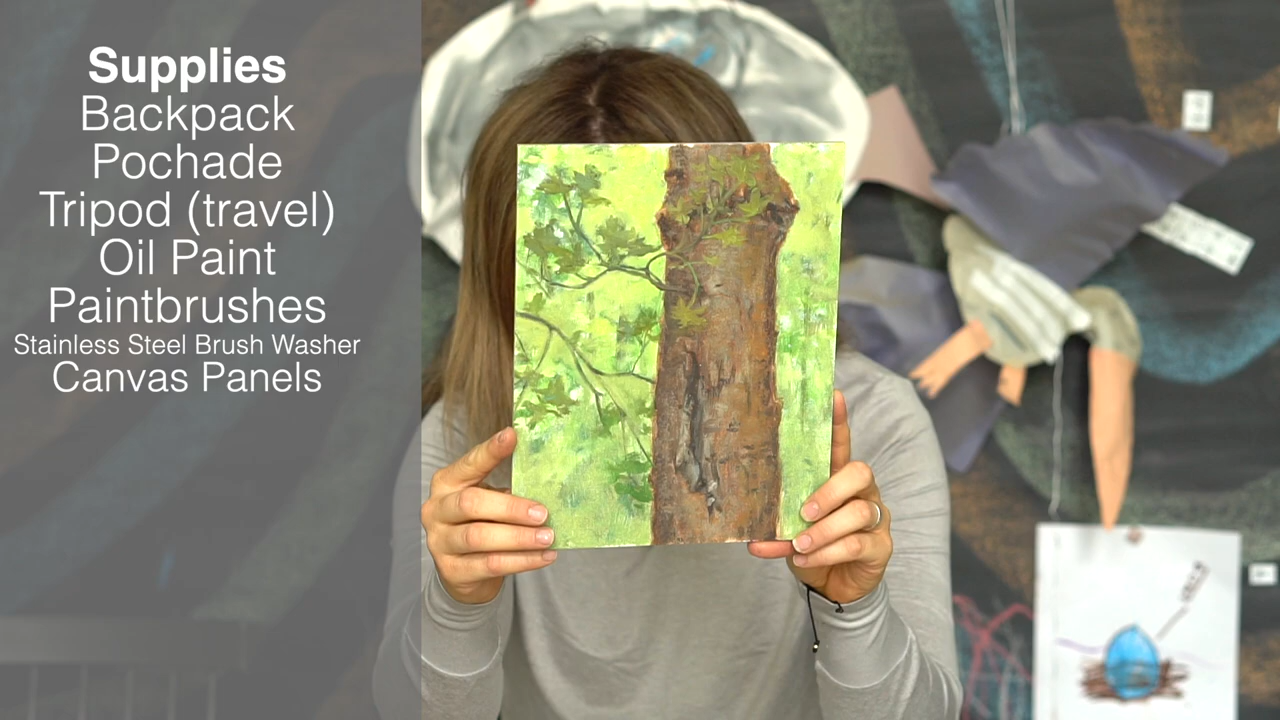 Supplies
Backpack
Pochade
Tripod (travel)
Oil Paint
Paintbrushes
Stainless Steel Brush Washer
Canvas Panels